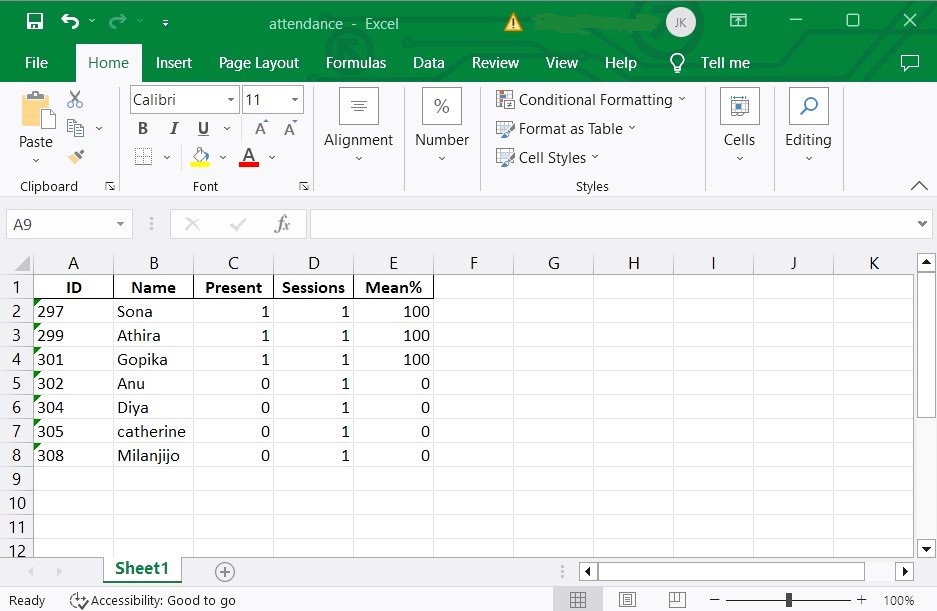 attendance - Excel
JK
File Home Insert Page Layout Formulas Data Review View Help Tell me
Calibri 11
Conditional Formatting
B I U A A
% Format as Table
Paste Alignment Number Cells Editing
A Cell Styles
Clipboard Font Styles
A9 fx
A B C D E F G H I J K
1 ID Name Present Sessions Mean%
2 297 Sona 1 1 100
3 299 Athira 1 1 100
4 301 Gopika 1 1 100
5 302 Anu 0 1 0
6 304 Diya 0 1 0
7 305 catherine 0 1 0
8 308 Milanjijo 0 1 0
9
10
11
12
Sheet1
Ready Accessibility: Good to go 100%